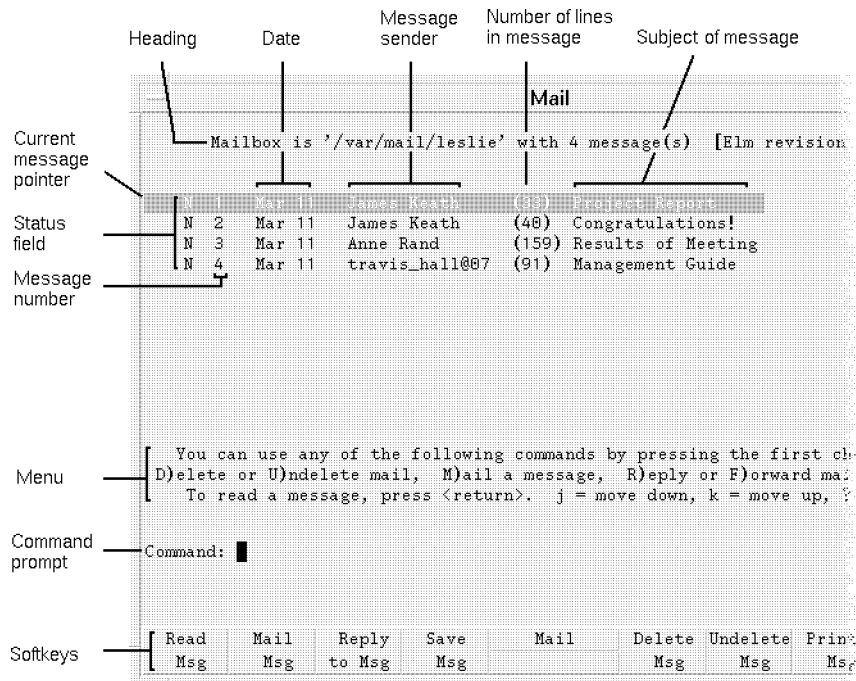 Heading
Date
Message sender
Number of lines in message
Subject of message
Mail
Mailbox is '/var/mail/leslie' with 4 message(s) [Elm revision
Current message pointer
N 1 Mar 11 James Keath (33) Project Report
N 2 Mar 11 James Keath (40) Congratulations!
N 3 Mar 11 Anne Rand (159) Results of Meeting
N 4 Mar 11 travis_hall@07 (91) Management Guide
Status field
Message number
Menu
You can use any of the following commands by pressing the first
D)elete or U)ndelete mail, M)ail a message, R)eply or F)orward
To read a message, press <return>. j = move down, k = move up,
Command prompt
Command:
Softkeys
Read Mail Reply Save Mail Delete Undelete
Msg Msg to Msg Msg Msg Msg